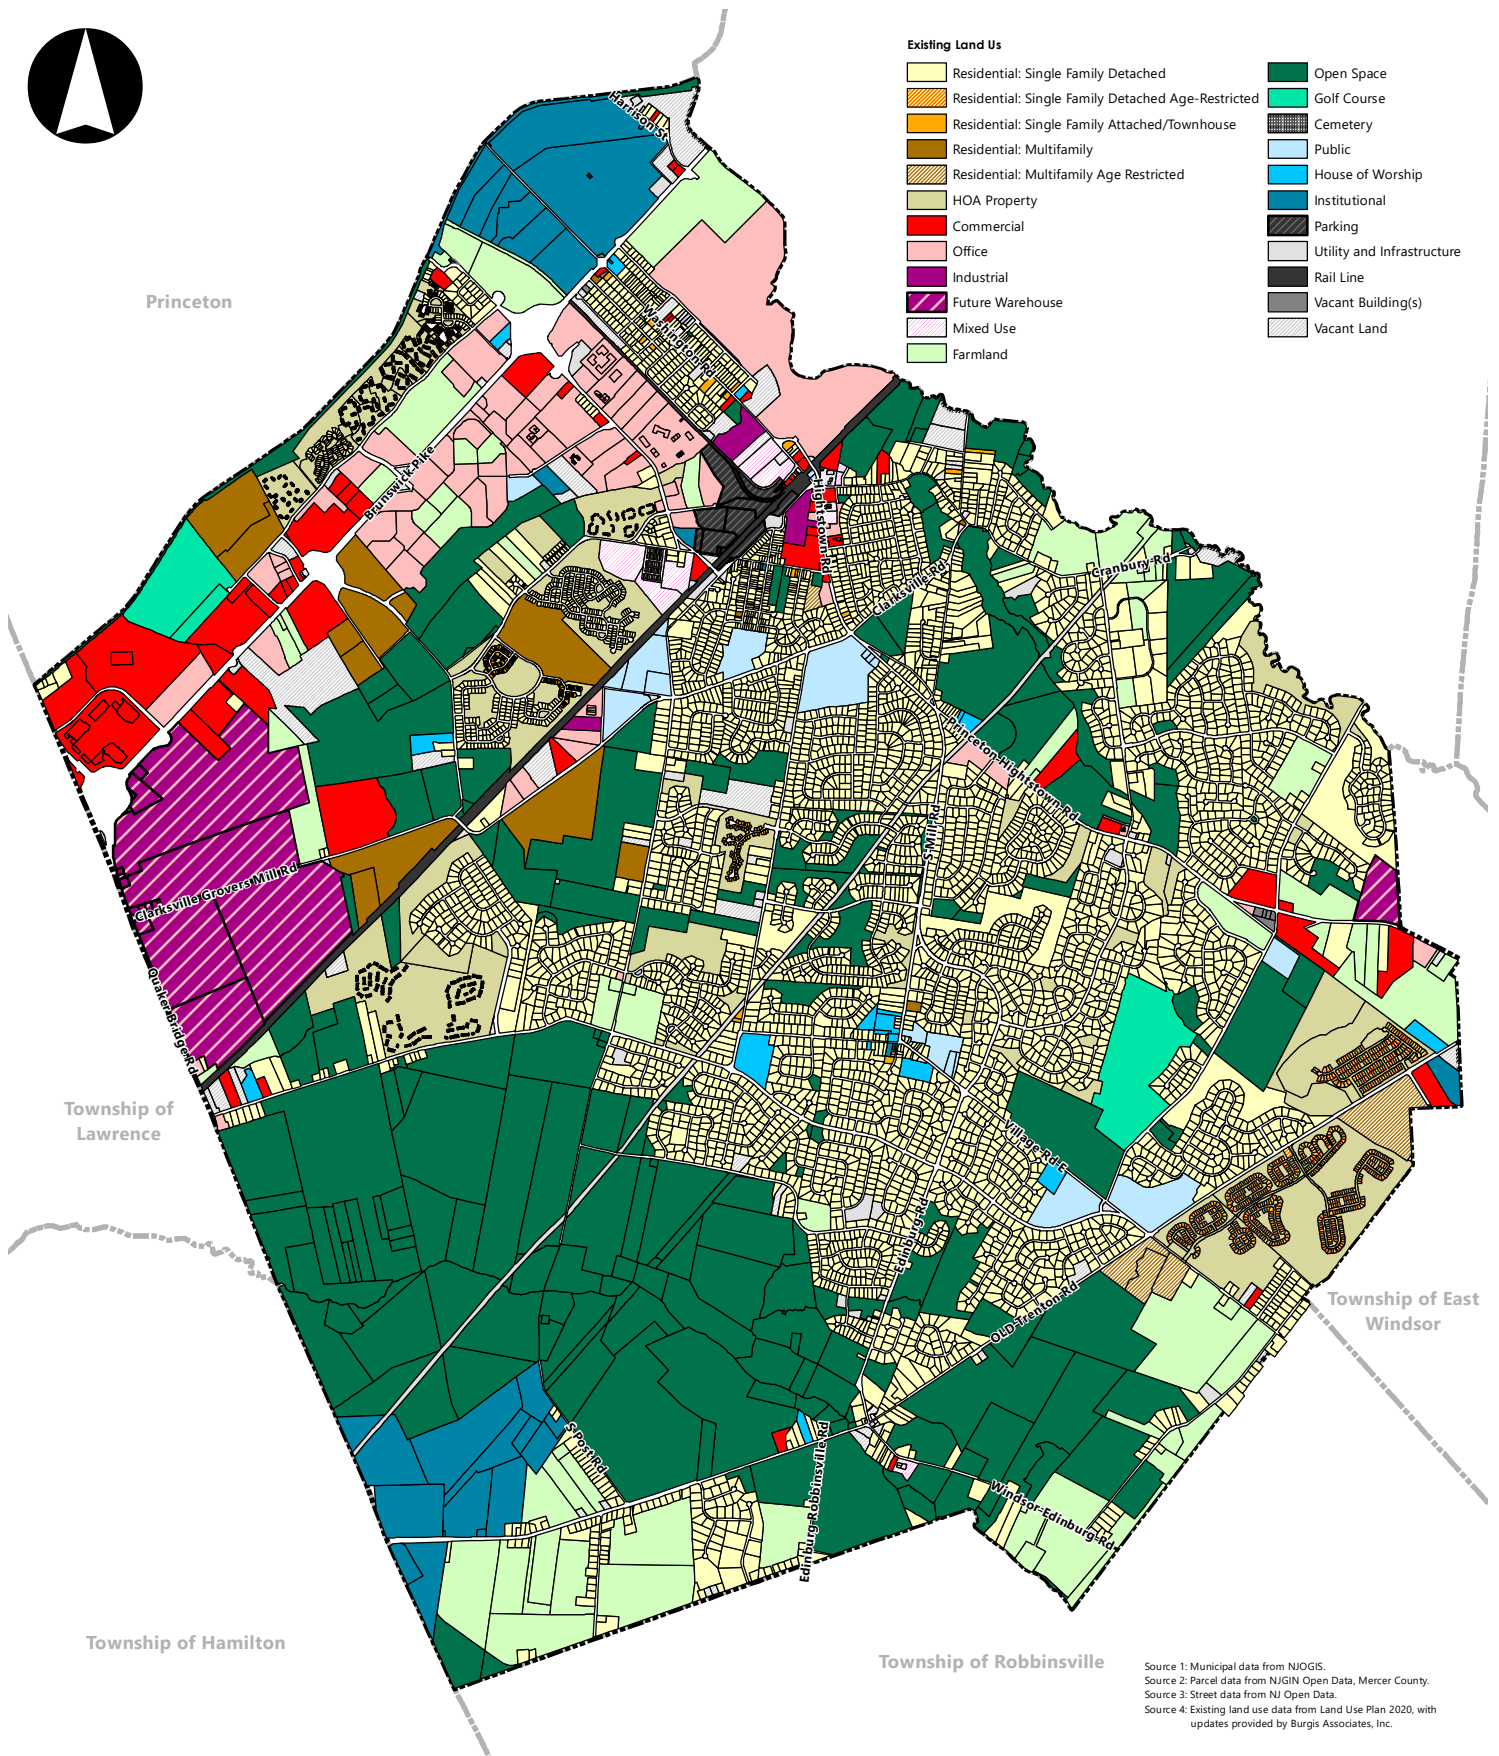 Existing Land Us
Residential: Single Family Detached
Residential: Single Family Detached Age-Restricted
Residential: Single Family Attached/Townhouse
Residential: Multifamily
Residential: Multifamily Age Restricted
HOA Property
Commercial
Office
Industrial
Future Warehouse
Mixed Use
Farmland
Open Space
Golf Course
Cemetery
Public
House of Worship
Institutional
Parking
Utility and Infrastructure
Rail Line
Vacant Building(s)
Vacant Land
Harrison St
Princeton
Washington Rd
Brunswick Pike
Hightstown Rd
Clarksville Rd
Cranbury Rd
Princeton-Hightstown Rd
S Mill Rd
Clarksville Grovers Mill Rd
Quaker Bridge Rd
Township of
Lawrence
Village Rd E
Edinburg Rd
OLD Trenton Rd
Township of East
Windsor
S Post Rd
Edinburg-Robbinsville Rd
Windsor-Edinburg Rd
Township of Hamilton
Township of Robbinsville
Source 1: Municipal data from NJOGIS.
Source 2: Parcel data from NJGIN Open Data, Mercer County.
Source 3: Street data from NJ Open Data.
Source 4: Existing land use data from Land Use Plan 2020, with
updates provided by Burgis Associates, Inc.